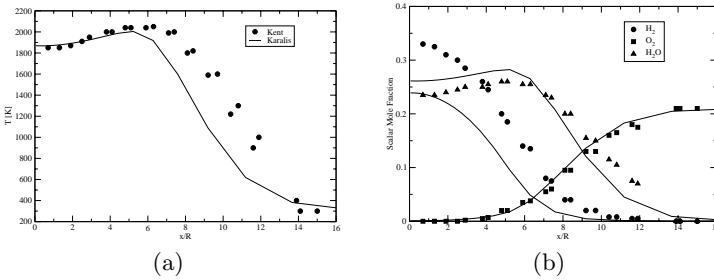 2200
2000
1800
1600
1400
1200
1000
800
600
400
200
T [K]
0 2 4 6 8 10 12 14 16
x/R
Kent
Karalis
(a)
0.4
0.3
0.2
0.1
0
Scalar Mole Fraction
0 2 4 6 8 10 12 14 16
x/R
H₂
O₂
H₂O
(b)